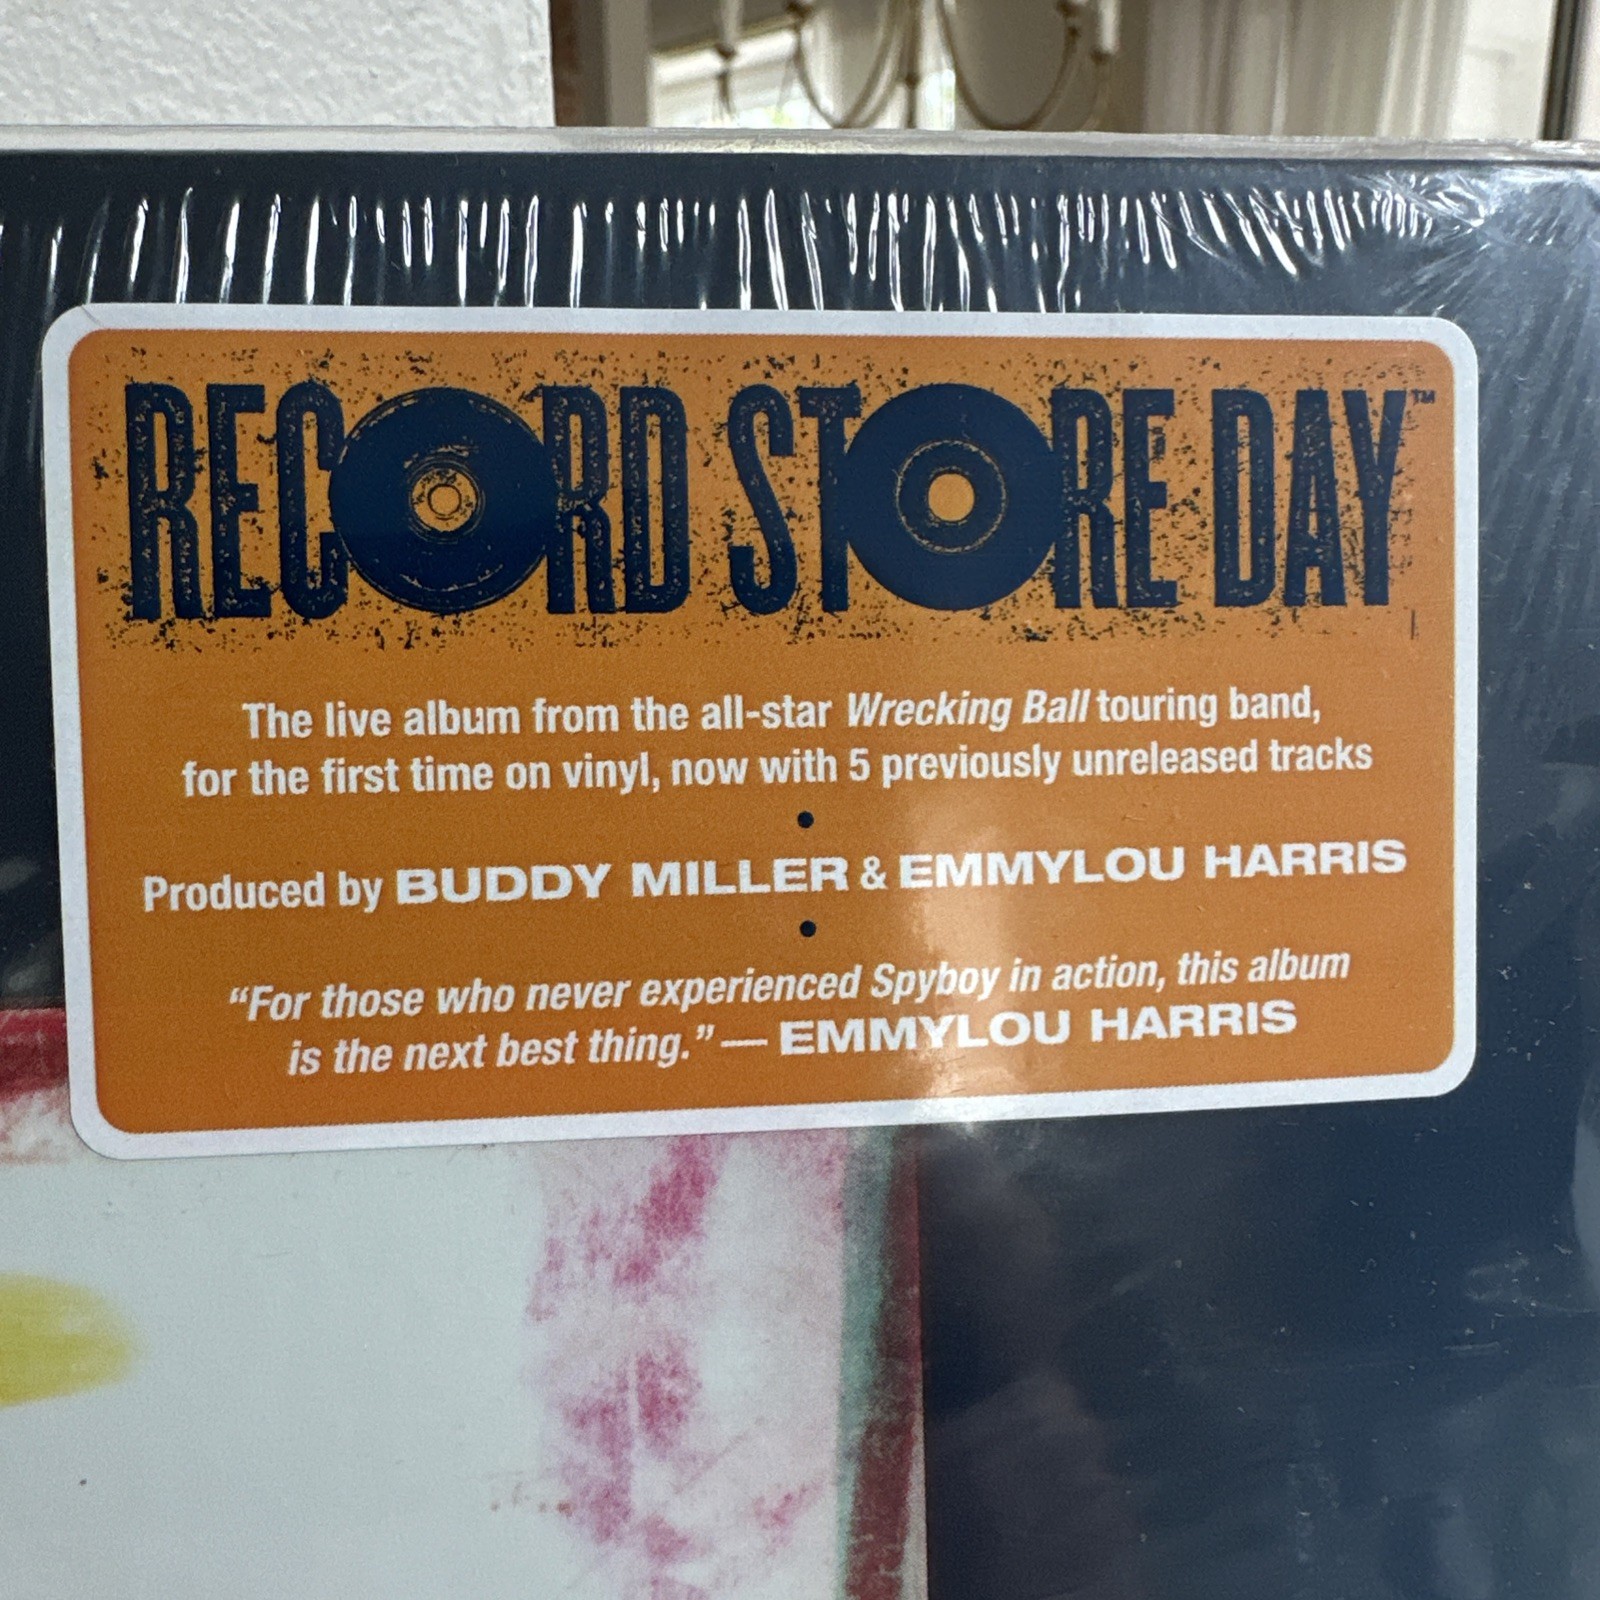 RECORD STORE DAY™
The live album from the all-star Wrecking Ball touring band,
for the first time on vinyl, now with 5 previously unreleased tracks
•
Produced by BUDDY MILLER & EMMYLOU HARRIS
•
“For those who never experienced Spyboy in action, this album
is the next best thing.” — EMMYLOU HARRIS